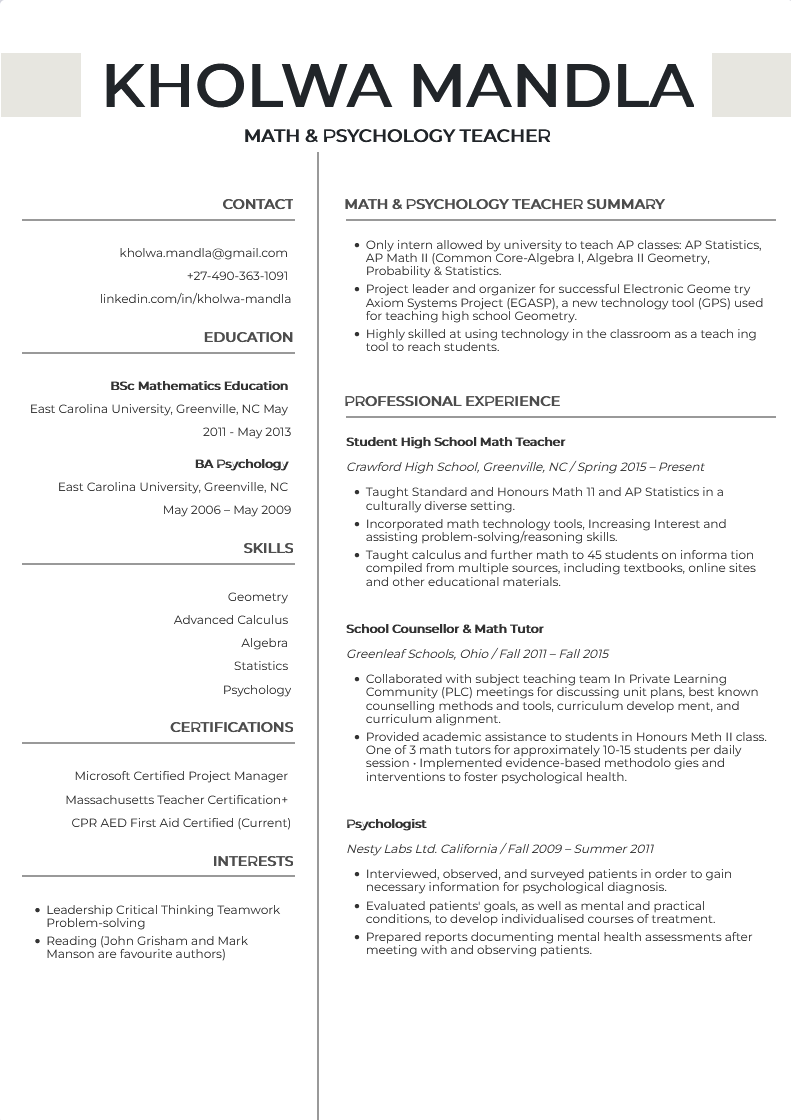 KHOLWA MANDLA
MATH & PSYCHOLOGY TEACHER
CONTACT
kholwa.mandla@gmail.com
+27-490-363-1091
linkedin.com/in/kholwa-mandla
EDUCATION
BSc Mathematics Education
East Carolina University, Greenville, NC May
2011 - May 2013
BA Psychology
East Carolina University, Greenville, NC
May 2006 – May 2009
SKILLS
Geometry
Advanced Calculus
Algebra
Statistics
Psychology
CERTIFICATIONS
Microsoft Certified Project Manager
Massachusetts Teacher Certification+
CPR AED First Aid Certified (Current)
INTERESTS
• Leadership Critical Thinking Teamwork
Problem-solving
• Reading (John Grisham and Mark
Manson are favourite authors)
MATH & PSYCHOLOGY TEACHER SUMMARY
• Only intern allowed by university to teach AP classes: AP Statistics,
AP Math II (Common Core-Algebra I, Algebra II Geometry,
Probability & Statistics.
• Project leader and organizer for successful Electronic Geome try
Axiom Systems Project (EGASP), a new technology tool (GPS) used
for teaching high school Geometry.
• Highly skilled at using technology in the classroom as a teach ing
tool to reach students.
PROFESSIONAL EXPERIENCE
Student High School Math Teacher
Crawford High School, Greenville, NC / Spring 2015 – Present
• Taught Standard and Honours Math 11 and AP Statistics in a
culturally diverse setting.
• Incorporated math technology tools, Increasing Interest and
assisting problem-solving/reasoning skills.
• Taught calculus and further math to 45 students on informa tion
compiled from multiple sources, including textbooks, online sites
and other educational materials.
School Counsellor & Math Tutor
Greenleaf Schools, Ohio / Fall 2011 – Fall 2015
• Collaborated with subject teaching team In Private Learning
Community (PLC) meetings for discussing unit plans, best known
counselling methods and tools, curriculum develop ment, and
curriculum alignment.
• Provided academic assistance to students in Honours Meth II class.
One of 3 math tutors for approximately 10-15 students per daily
session • Implemented evidence-based methodolo gies and
interventions to foster psychological health.
Psychologist
Nesty Labs Ltd. California / Fall 2009 – Summer 2011
• Interviewed, observed, and surveyed patients in order to gain
necessary information for psychological diagnosis.
• Evaluated patients' goals, as well as mental and practical
conditions, to develop individualised courses of treatment.
• Prepared reports documenting mental health assessments after
meeting with and observing patients.